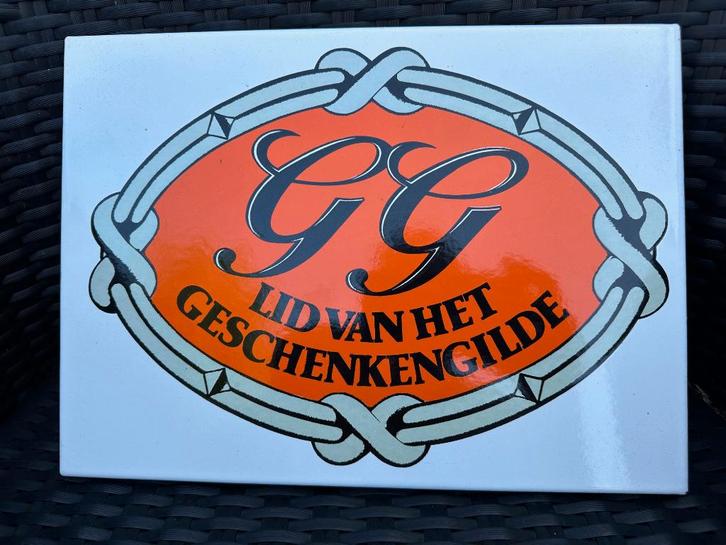 GG
LID VAN HET
GESCHENKENGILDE